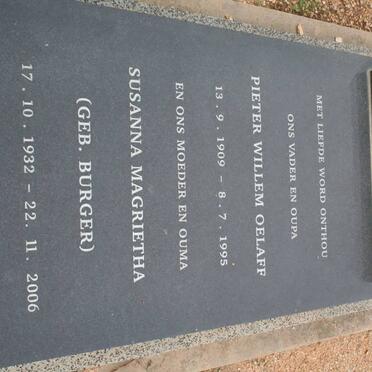 MET LIEFDE WORD ONTHOU
ONS VADER EN OUPA
PIETER WILLEM OELAFF
13 . 9 . 1909 – 8 . 7 . 1995
EN ONS MOEDER EN OUMA
SUSANNA MAGRIETHA
(GEB. BURGER)
17 . 10 . 1932 – 22 . 11 . 2006